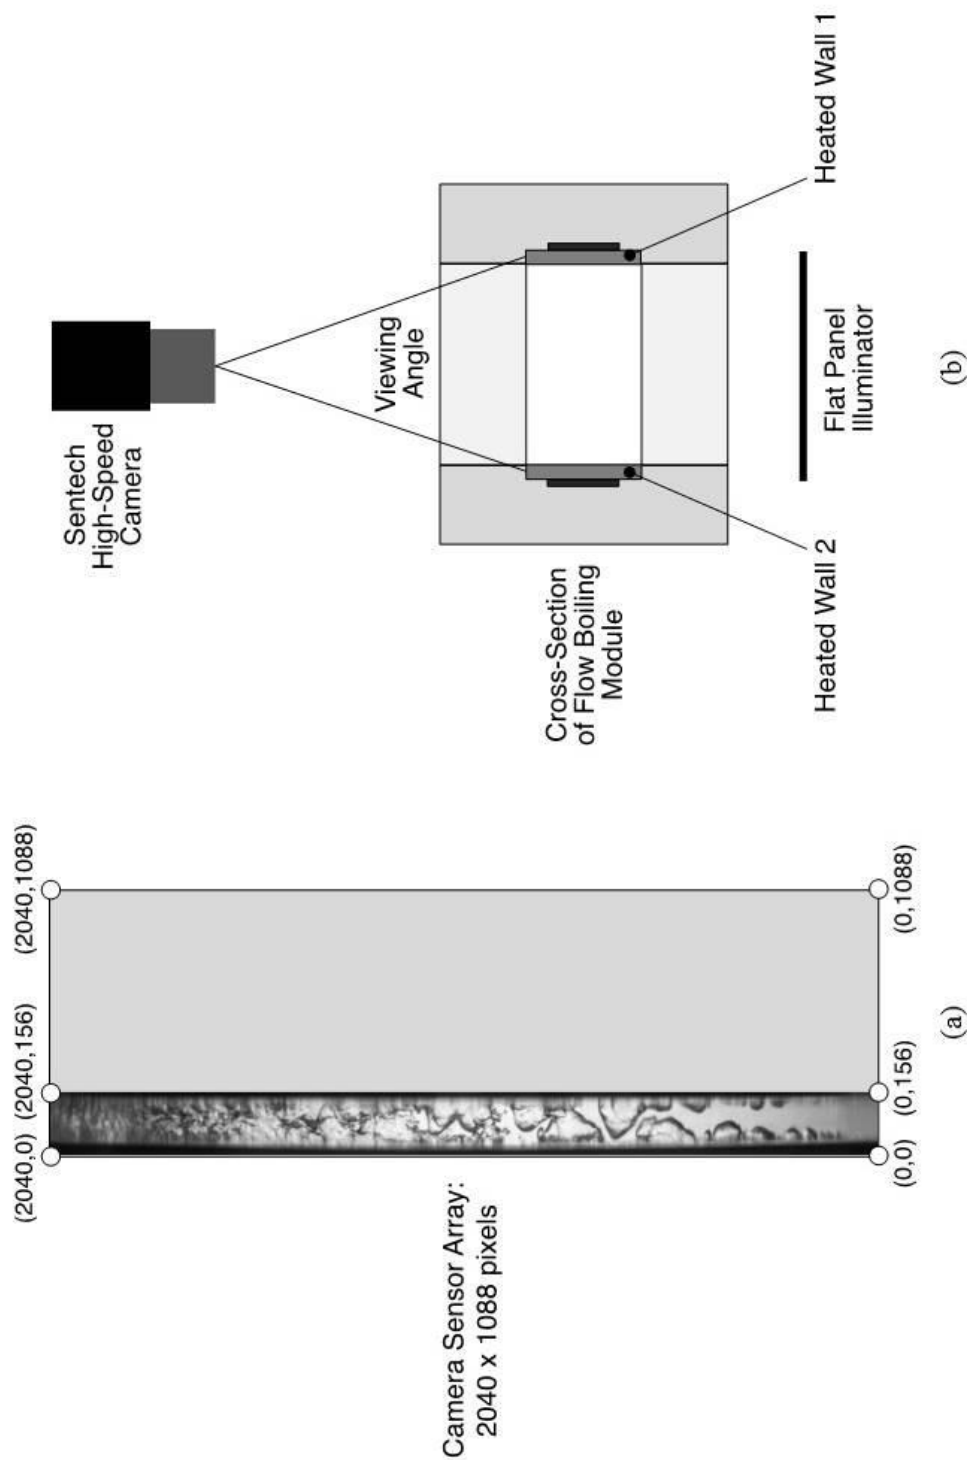 Camera Sensor Array:
2040 x 1088 pixels
(2040,0)
(2040,156)
(2040,1088)
(0,0)
(0,156)
(0,1088)
(a)
Sentech
High-Speed
Camera
Viewing
Angle
Cross-Section
of Flow Boiling
Module
Heated Wall 2
Flat Panel
Illuminator
Heated Wall 1
(b)